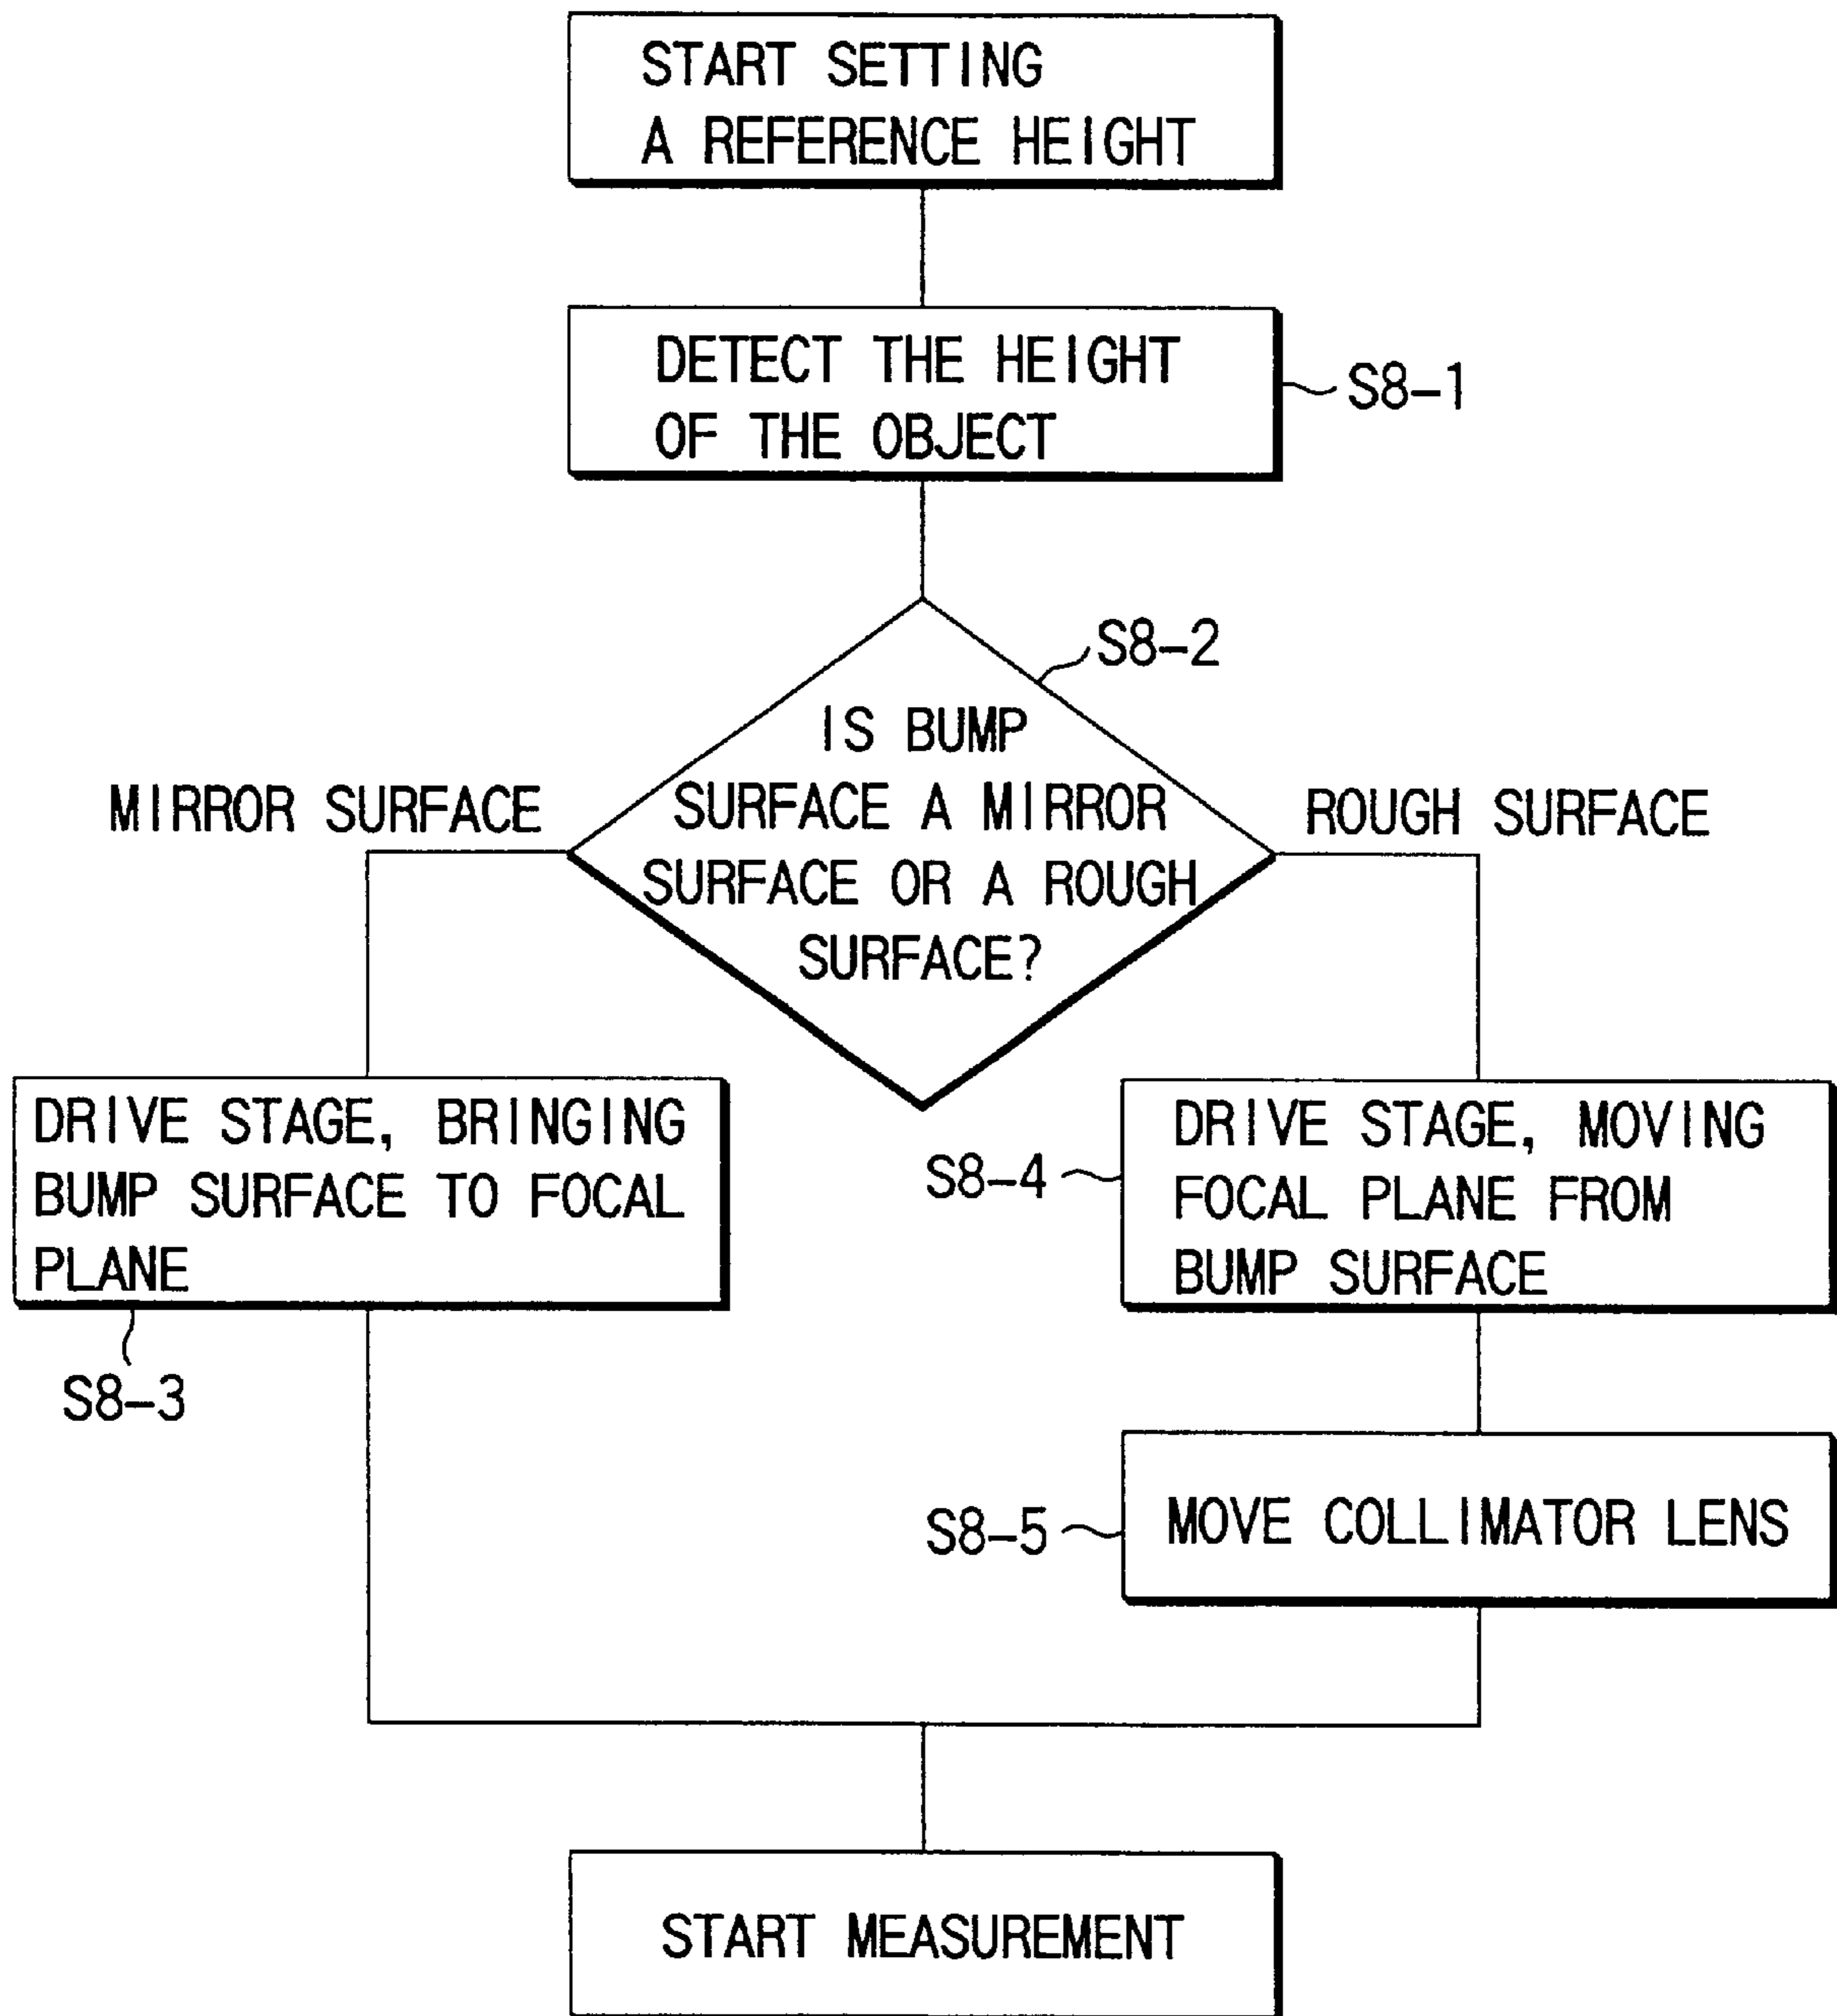 START SETTING
A REFERENCE HEIGHT
DETECT THE HEIGHT
OF THE OBJECT
S8-1
S8-2
IS BUMP
SURFACE A MIRROR
SURFACE OR A ROUGH
SURFACE?
MIRROR SURFACE
ROUGH SURFACE
DRIVE STAGE, BRINGING
BUMP SURFACE TO FOCAL
PLANE
S8-3
DRIVE STAGE, MOVING
FOCAL PLANE FROM
BUMP SURFACE
S8-4
MOVE COLLIMATOR LENS
S8-5
START MEASUREMENT